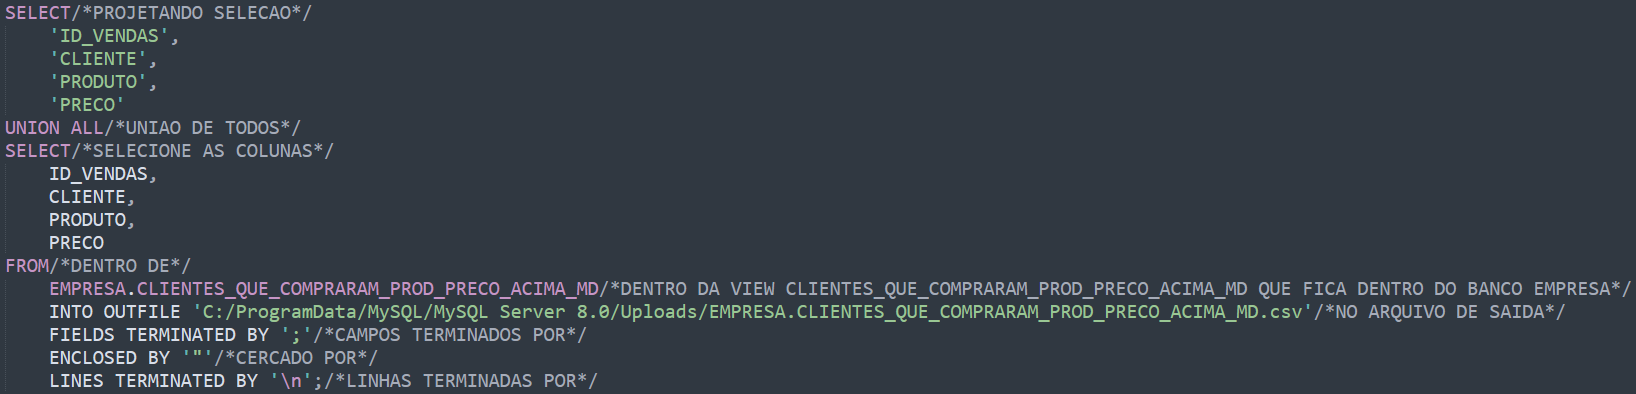 SELECT/*PROJETANDO SELECAO*/
'ID_VENDAS',
'CLIENTE',
'PRODUTO',
'PRECO'
UNION ALL/*UNIAO DE TODOS*/
SELECT/*SELECIONE AS COLUNAS*/
ID_VENDAS,
CLIENTE,
PRODUTO,
PRECO
FROM/*DENTRO DE*/
EMPRESA.CLIENTES_QUE_COMPRARAM_PROD_PRECO_ACIMA_MD/*DENTRO DA VIEW CLIENTES_QUE_COMPRARAM_PROD_PRECO_ACIMA_MD QUE FICA DENTRO DO BANCO EMPRESA*/
INTO OUTFILE 'C:/ProgramData/MySQL/MySQL Server 8.0/Uploads/EMPRESA.CLIENTES_QUE_COMPRARAM_PROD_PRECO_ACIMA_MD.csv'/*NO ARQUIVO DE SAIDA*/
FIELDS TERMINATED BY ';'/*CAMPOS TERMINADOS POR*/
ENCLOSED BY '"'/*CERCADO POR*/
LINES TERMINATED BY '\n';/*LINHAS TERMINADAS POR*/